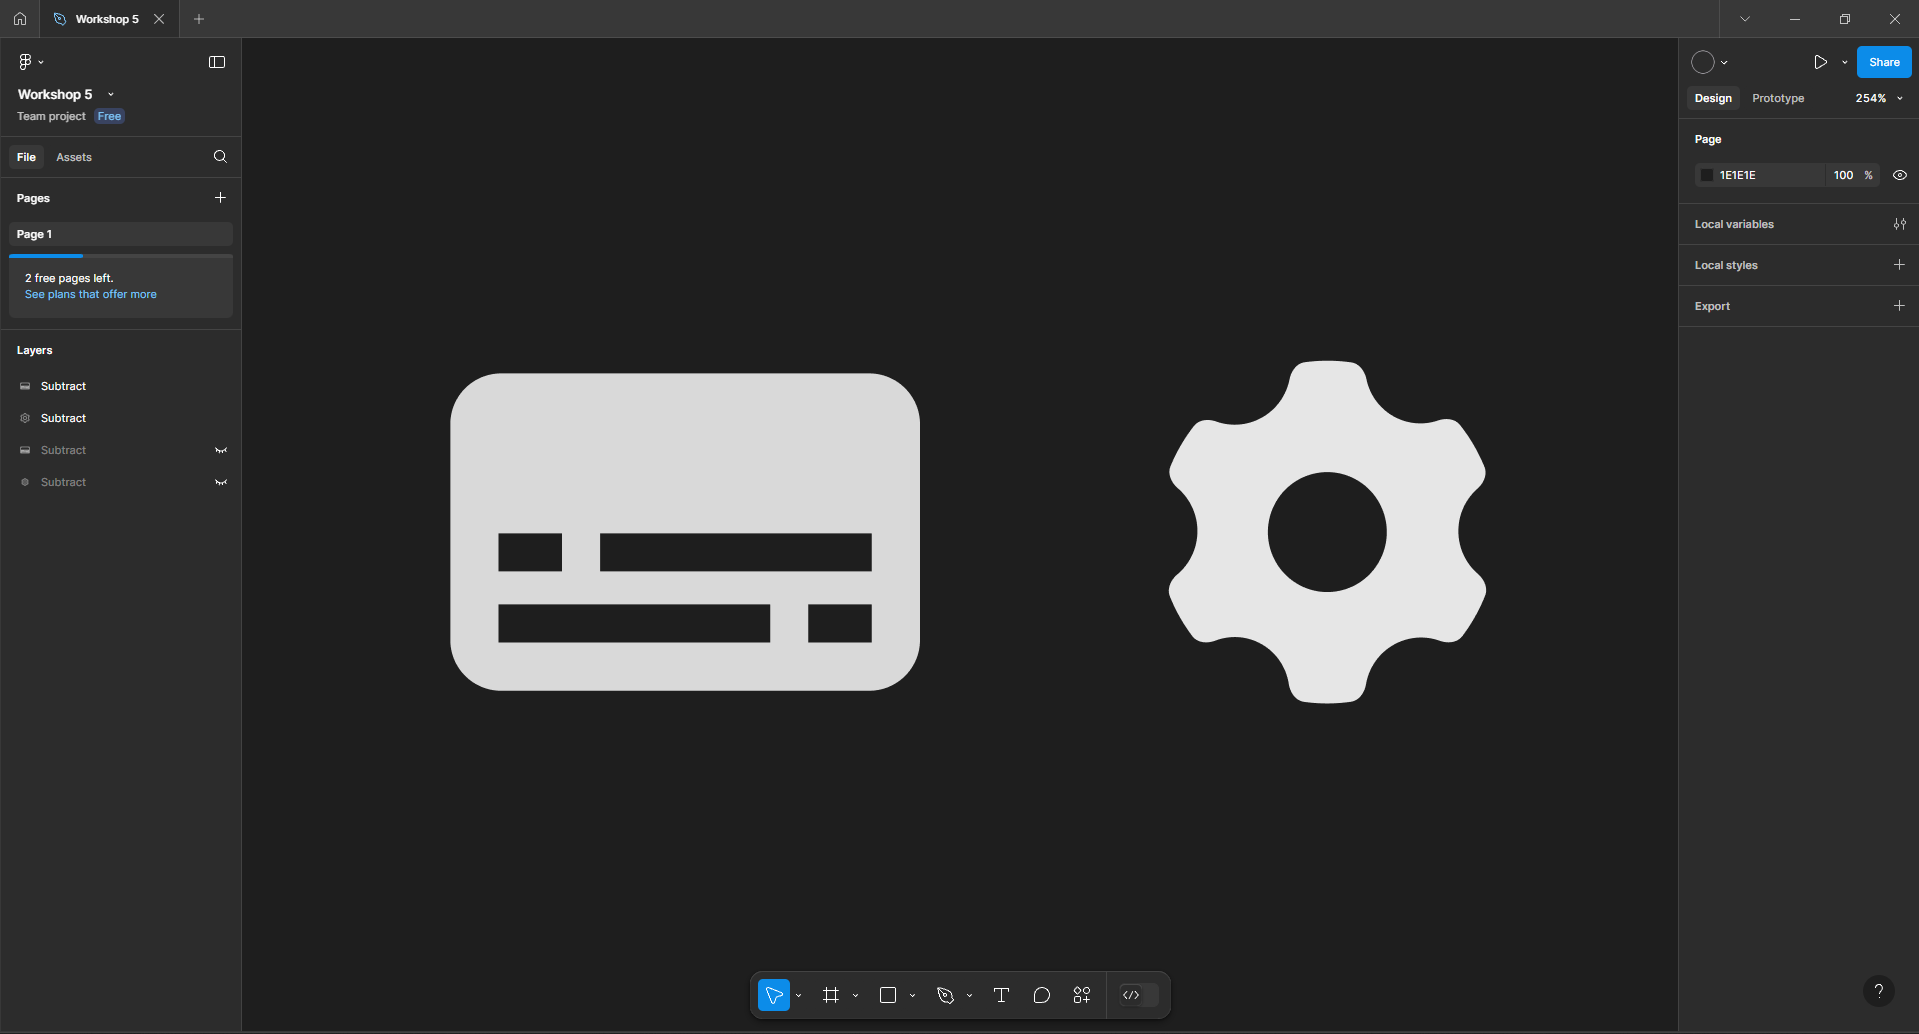 Workshop 5
Workshop 5
Team project Free
File Assets
Pages
Page 1
2 free pages left.
See plans that offer more
Layers
Subtract
Subtract
Subtract
Subtract
Share
Design Prototype 254%
Page
1E1E1E 100 %
Local variables
Local styles
Export
?